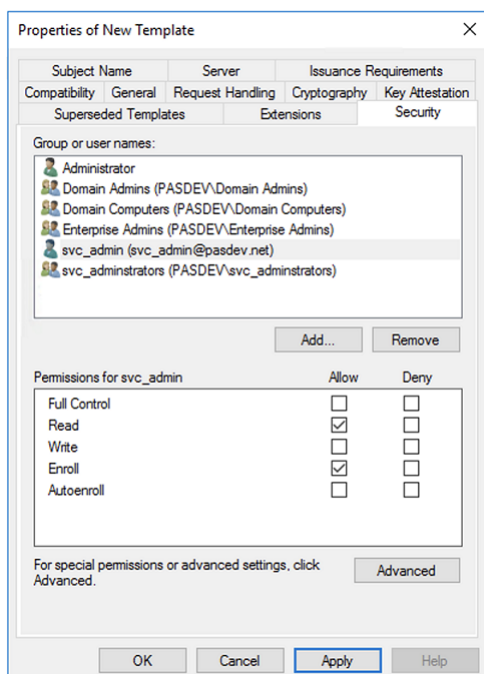 Properties of New Template
Subject Name Server Issuance Requirements
Compatibility General Request Handling Cryptography Key Attestation
Superseded Templates Extensions Security
Group or user names:
Administrator
Domain Admins (PASDEV\Domain Admins)
Domain Computers (PASDEV\Domain Computers)
Enterprise Admins (PASDEV\Enterprise Admins)
svc_admin (svc_admin@pasdev.net)
svc_adminstrators (PASDEV\svc_adminstrators)
Add... Remove
Permissions for svc_admin Allow Deny
Full Control
Read
Write
Enroll
Autoenroll
For special permissions or advanced settings, click
Advanced.
Advanced
OK Cancel Apply Help